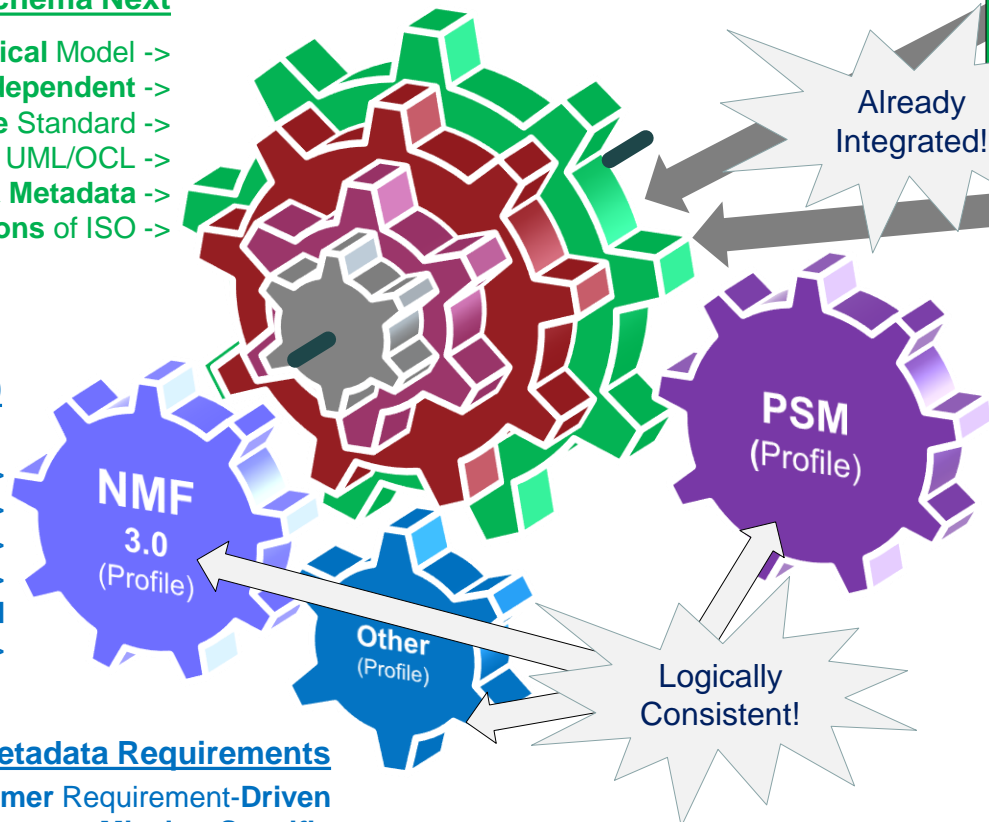 chema Next
ical Model ->
dependent ->
e Standard ->
UML/OCL ->
Metadata ->
ons of ISO ->
Already
Integrated!
PSM
(Profile)
NMF
3.0
(Profile)
Other
(Profile)
Logically
Consistent!
etadata Requirements
mer Requirement-Driven